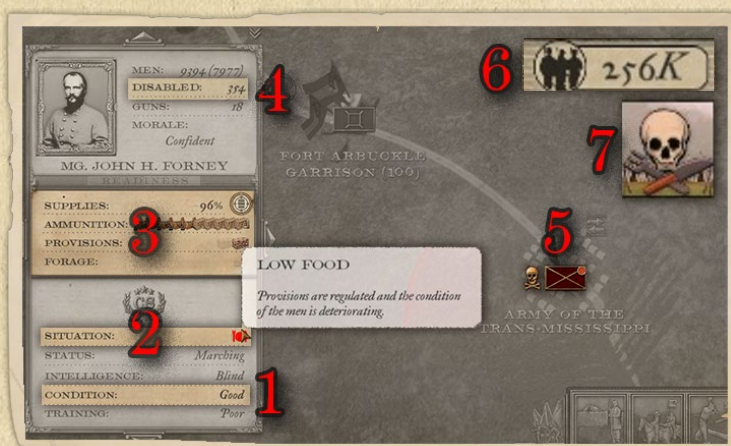 MEN: 9394 (7977)
DISABLED: 354
GUNS: 18
MORALE:
Confident
MG. JOHN H. FORNEY
READINESS
SUPPLIES: 96%
AMMUNITION:
PROVISIONS:
FORAGE:
3
CS
SITUATION:
2
STATUS: Marching
INTELLIGENCE: Blind
CONDITION: Good
TRAINING: Poor
1
4
LOW FOOD
Provisions are regulated and the condition
of the men is deteriorating.
FORT ARBUCKLE
GARRISON (100)
6
256K
7
5
ARMY OF THE
TRANS-MISSISSIPPI